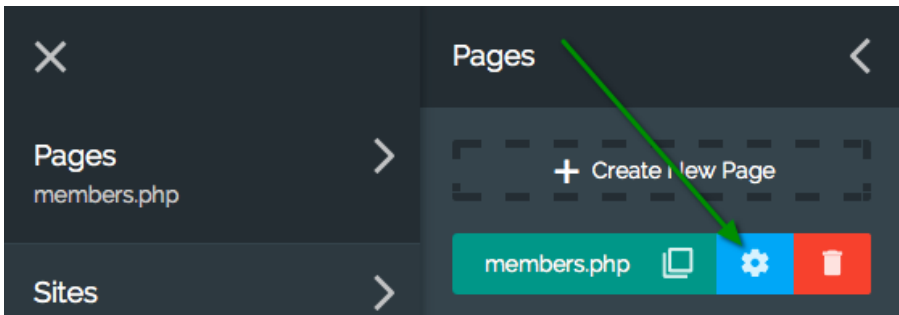 Pages
members.php
Sites
Pages
Create New Page
members.php